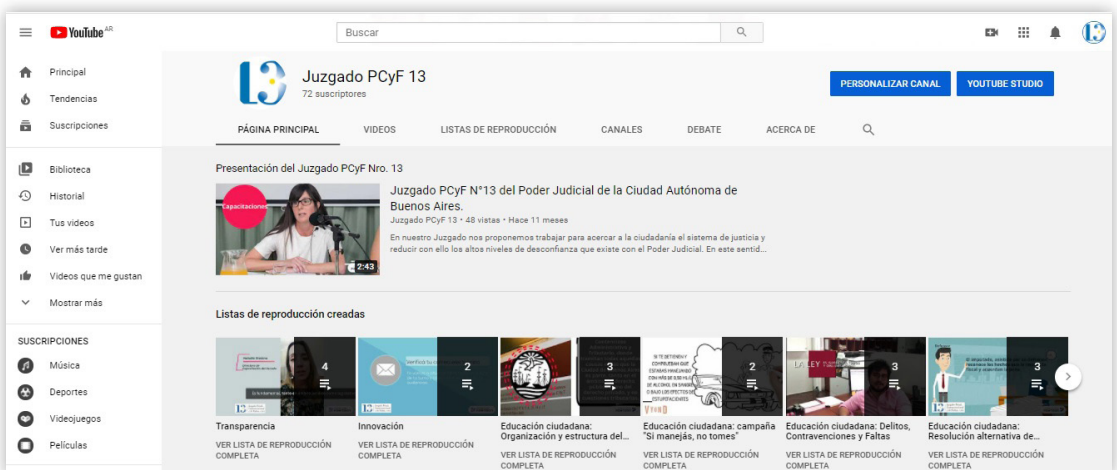 YouTube AR
Buscar
Principal
Tendencias
Suscripciones
Biblioteca
Historial
Tus videos
Ver más tarde
Videos que me gustan
Mostrar más
SUSCRIPCIONES
Música
Deportes
Videojuegos
Películas
Juzgado PCyF 13
72 suscriptores
PERSONALIZAR CANAL
YOUTUBE STUDIO
PÁGINA PRINCIPAL VIDEOS LISTAS DE REPRODUCCIÓN CANALES DEBATE ACERCA DE
Presentación del Juzgado PCyF Nro. 13
Capacitaciones
2:43
Juzgado PCyF N°13 del Poder Judicial de la Ciudad Autónoma de
Buenos Aires.
Juzgado PCyF 13 • 48 vistas • Hace 11 meses
En nuestro Juzgado nos proponemos trabajar para acercar a la ciudadanía el sistema de justicia y
reducir con ello los altos niveles de desconfianza que existe con el Poder Judicial. En este sentid...
Listas de reproducción creadas
4
Transparencia
VER LISTA DE REPRODUCCIÓN
COMPLETA
2
Innovación
VER LISTA DE REPRODUCCIÓN
COMPLETA
3
Educación ciudadana:
Organización y estructura del...
VER LISTA DE REPRODUCCIÓN
COMPLETA
SI TE DETIENEN Y
COMPRUEBAN QUE
ESTABAS MANEJANDO
2
Educación ciudadana: campaña
"Si manejás, no tomes"
VER LISTA DE REPRODUCCIÓN
COMPLETA
3
Educación ciudadana: Delitos,
Contravenciones y Faltas
VER LISTA DE REPRODUCCIÓN
COMPLETA
3
Educación ciudadana:
Resolución alternativa de...
VER LISTA DE REPRODUCCIÓN
COMPLETA